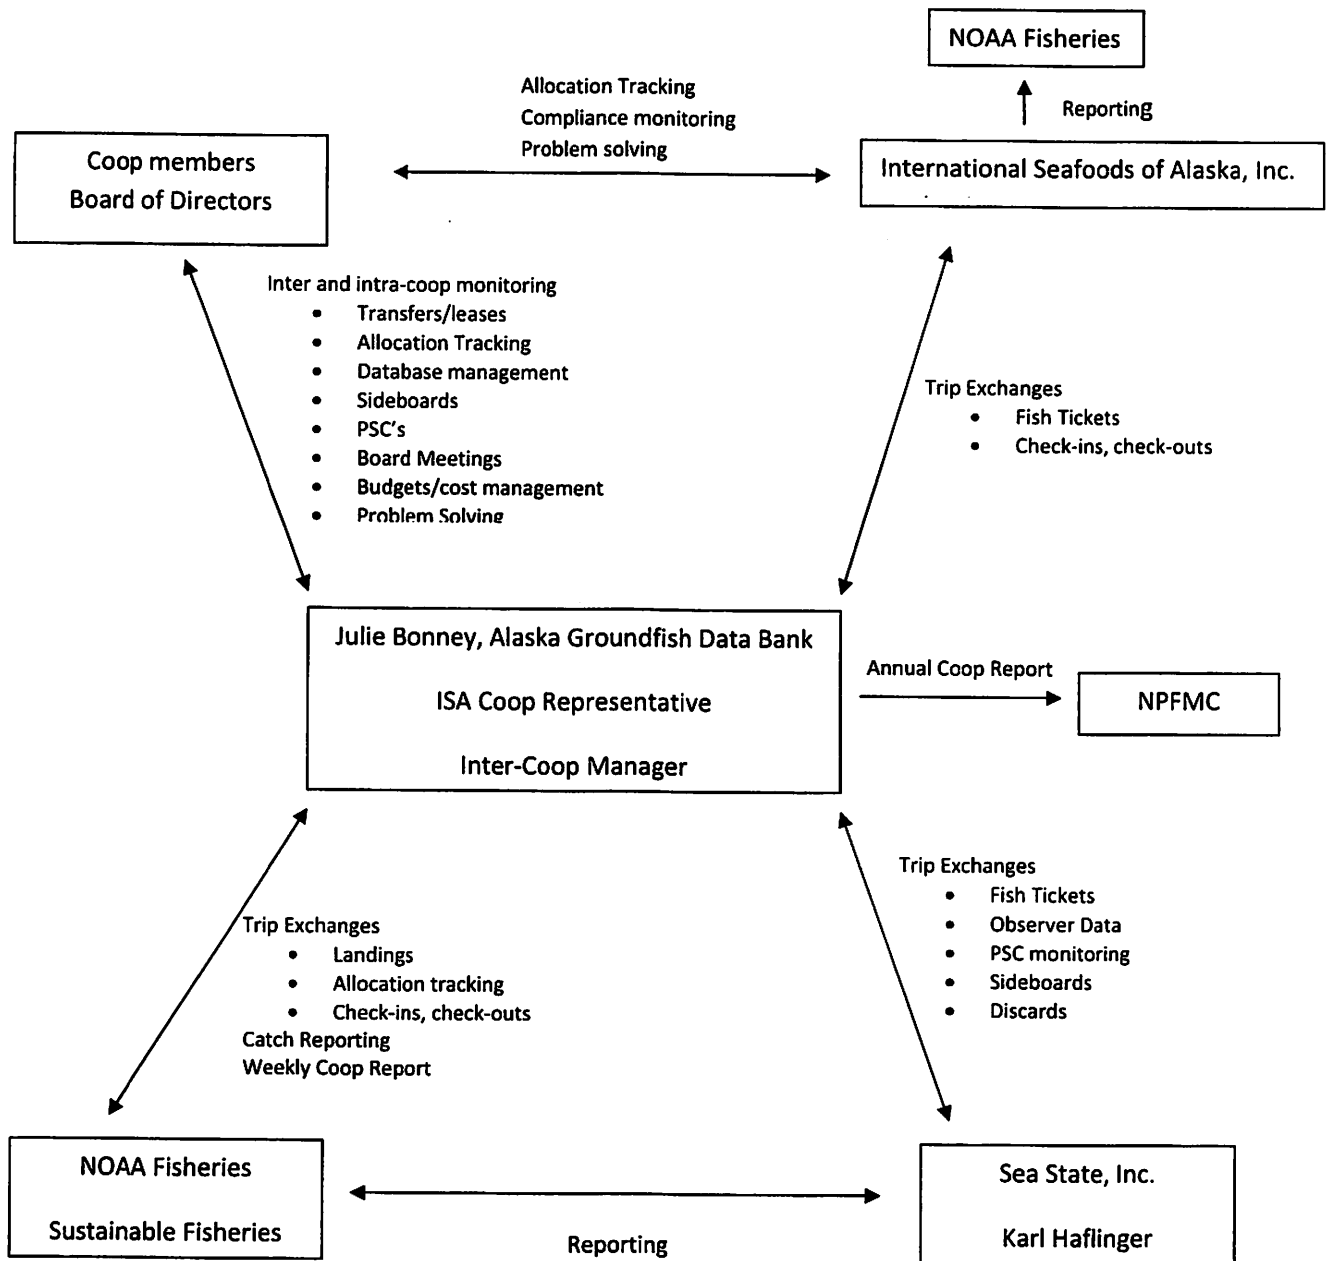 NOAA Fisheries
Reporting
Allocation Tracking
Compliance monitoring
Problem solving
Coop members
Board of Directors
International Seafoods of Alaska, Inc.
Inter and intra-coop monitoring
• Transfers/leases
• Allocation Tracking
• Database management
• Sideboards
• PSC's
• Board Meetings
• Budgets/cost management
• Problem Solving
Trip Exchanges
• Fish Tickets
• Check-ins, check-outs
Julie Bonney, Alaska Groundfish Data Bank
ISA Coop Representative
Inter-Coop Manager
Annual Coop Report
NPFMC
Trip Exchanges
• Landings
• Allocation tracking
• Check-ins, check-outs
Catch Reporting
Weekly Coop Report
Trip Exchanges
• Fish Tickets
• Observer Data
• PSC monitoring
• Sideboards
• Discards
NOAA Fisheries
Sustainable Fisheries
Reporting
Sea State, Inc.
Karl Haflinger